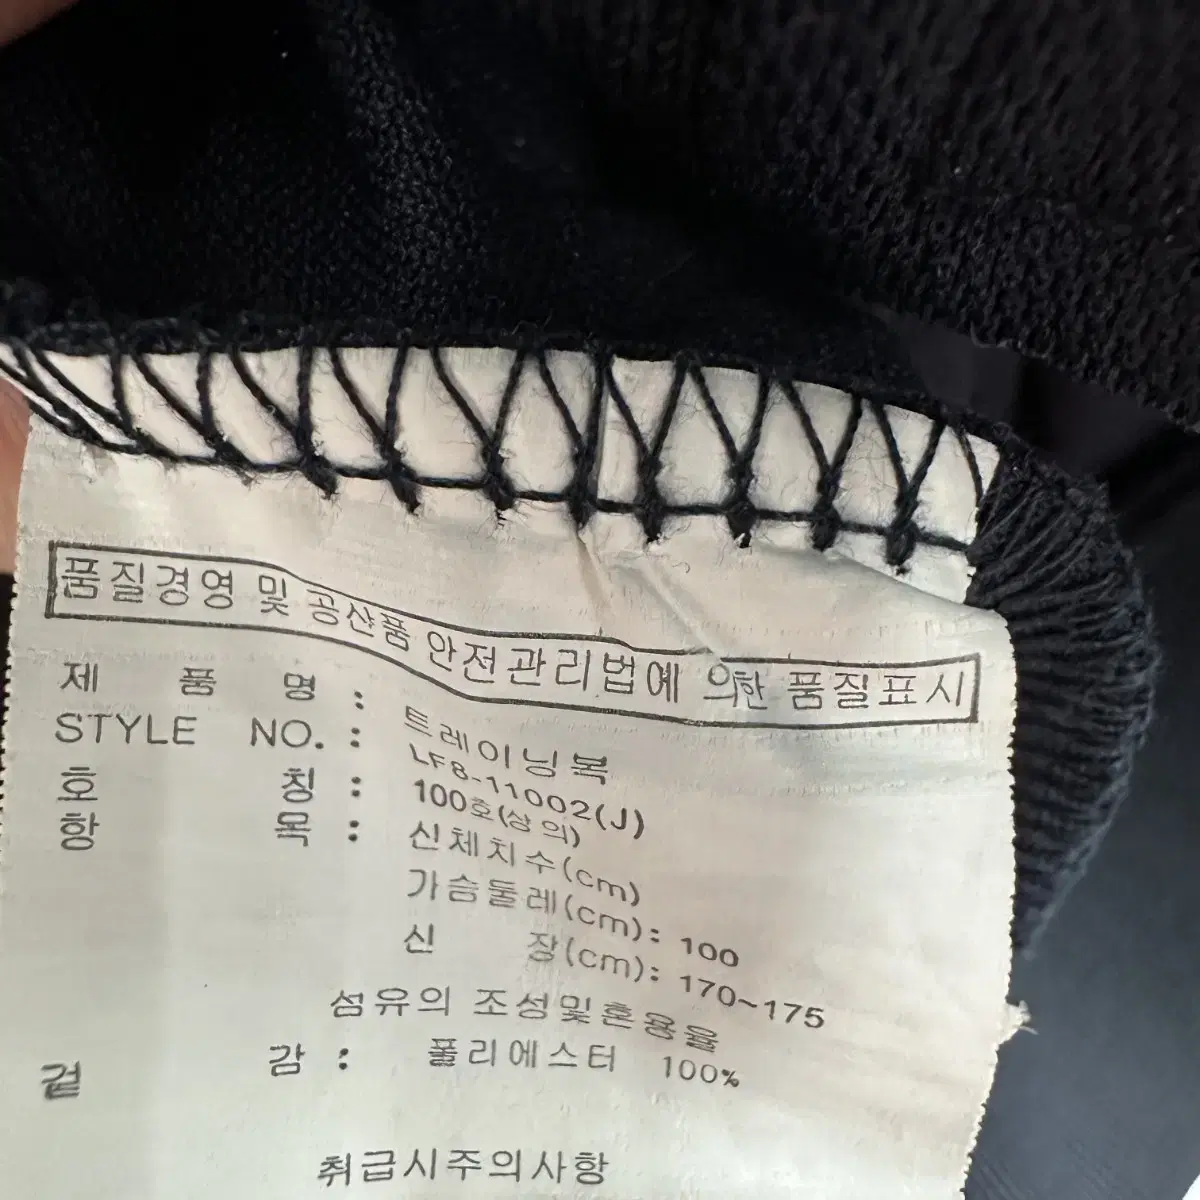 품질경영 및 공산품 안전관리법에 의한 품질표시
제 품 명 : 트레이닝복
STYLE NO. : LF8-11002(J)
호 칭 : 100호(상의)
항 목 : 신체치수(cm)
가슴둘레(cm): 100
신 장(cm): 170~175
섬유의 조성및혼용율
겉 감 : 폴리에스터 100%
취급시주의사항